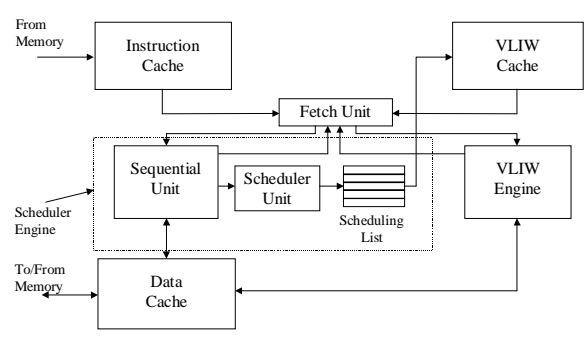 From
Memory
Instruction
Cache
VLIW
Cache
Fetch Unit
Sequential
Unit
Scheduler
Unit
Scheduling
List
VLIW
Engine
Scheduler
Engine
To/From
Memory
Data
Cache